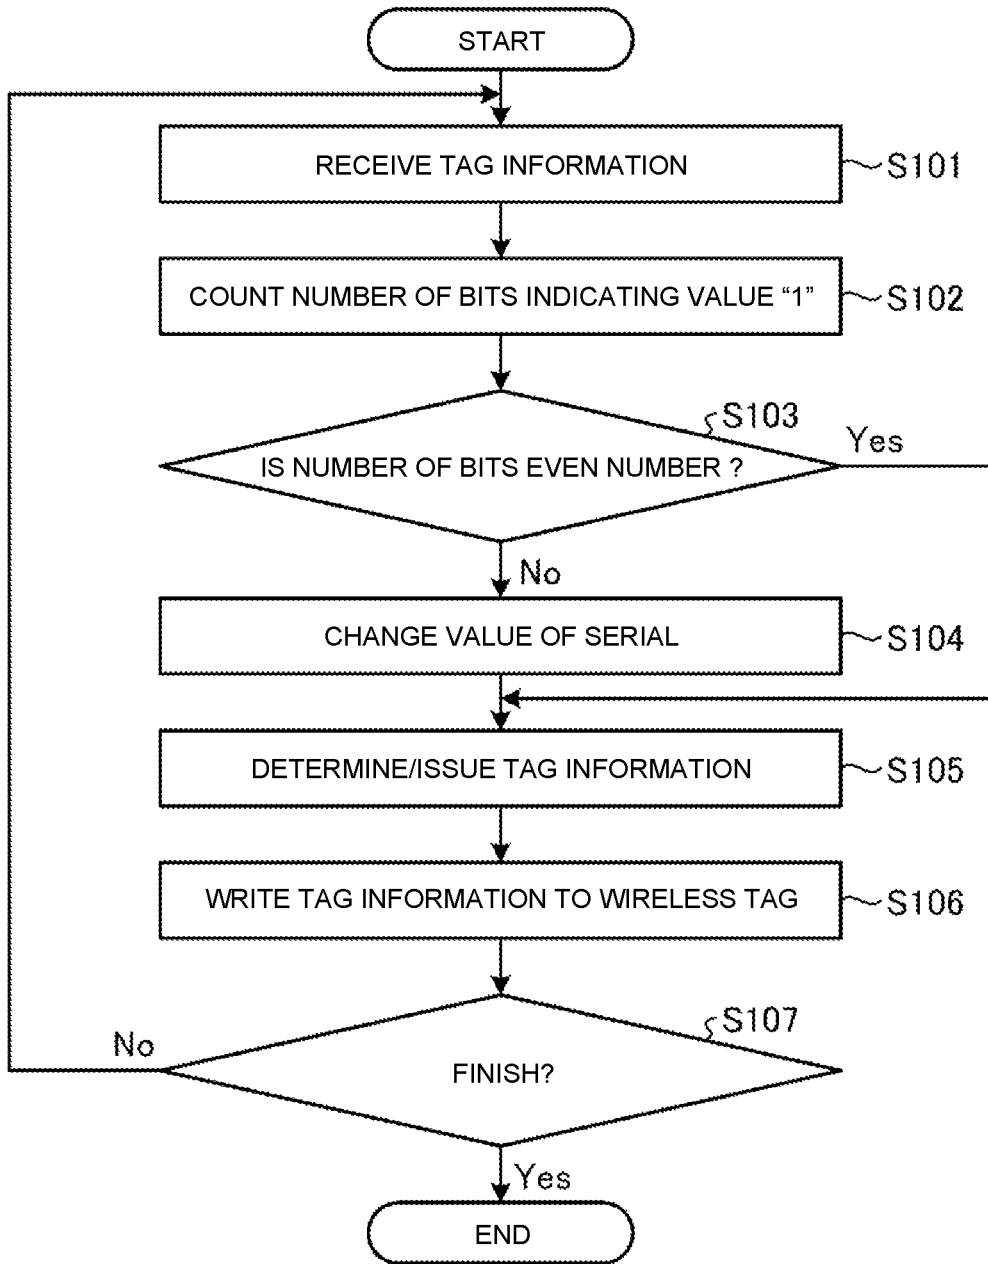 START
RECEIVE TAG INFORMATION
S101
COUNT NUMBER OF BITS INDICATING VALUE “1”
S102
S103
Yes
IS NUMBER OF BITS EVEN NUMBER ?
No
CHANGE VALUE OF SERIAL
S104
DETERMINE/ISSUE TAG INFORMATION
S105
WRITE TAG INFORMATION TO WIRELESS TAG
S106
S107
No
FINISH?
Yes
END